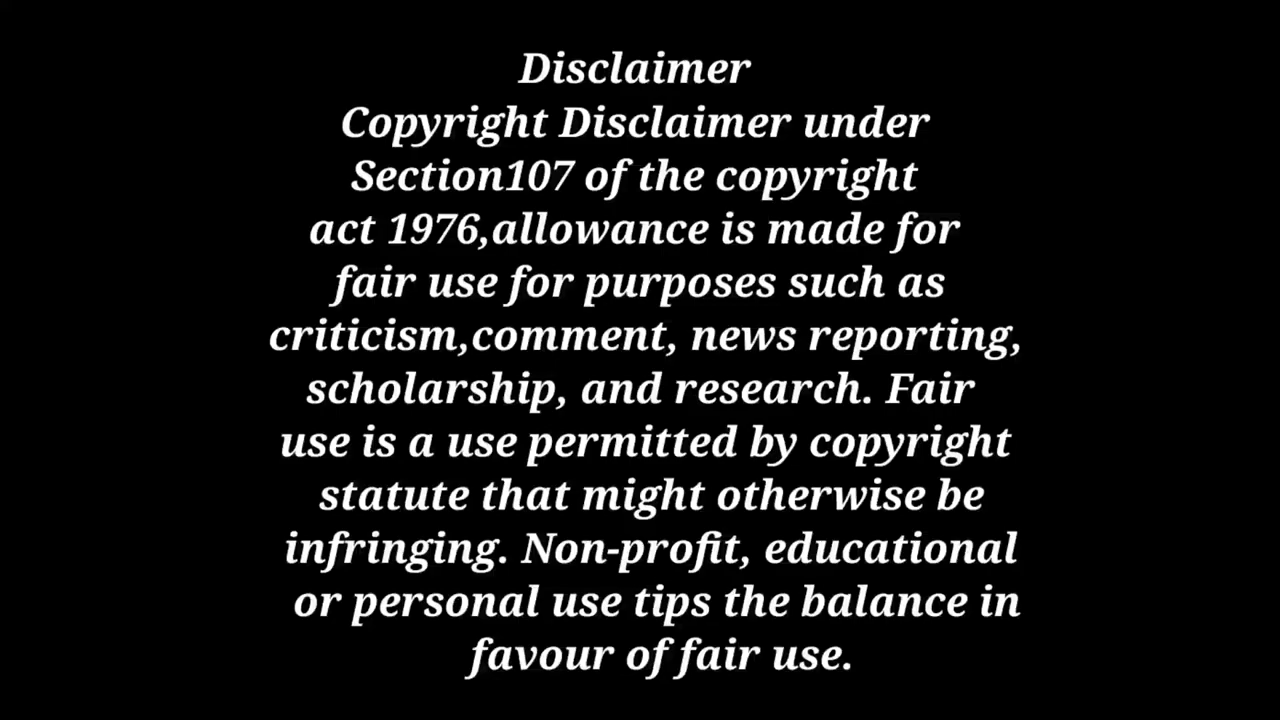 Disclaimer
Copyright Disclaimer under
Section107 of the copyright
act 1976,allowance is made for
fair use for purposes such as
criticism,comment, news reporting,
scholarship, and research. Fair
use is a use permitted by copyright
statute that might otherwise be
infringing. Non-profit, educational
or personal use tips the balance in
favour of fair use.